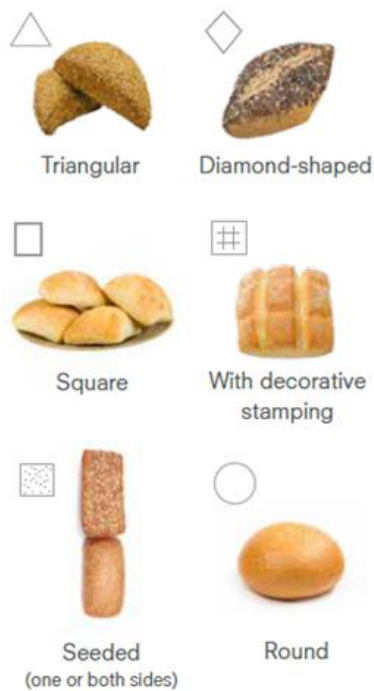 Triangular
Diamond-shaped
Square
With decorative
stamping
Seeded
(one or both sides)
Round